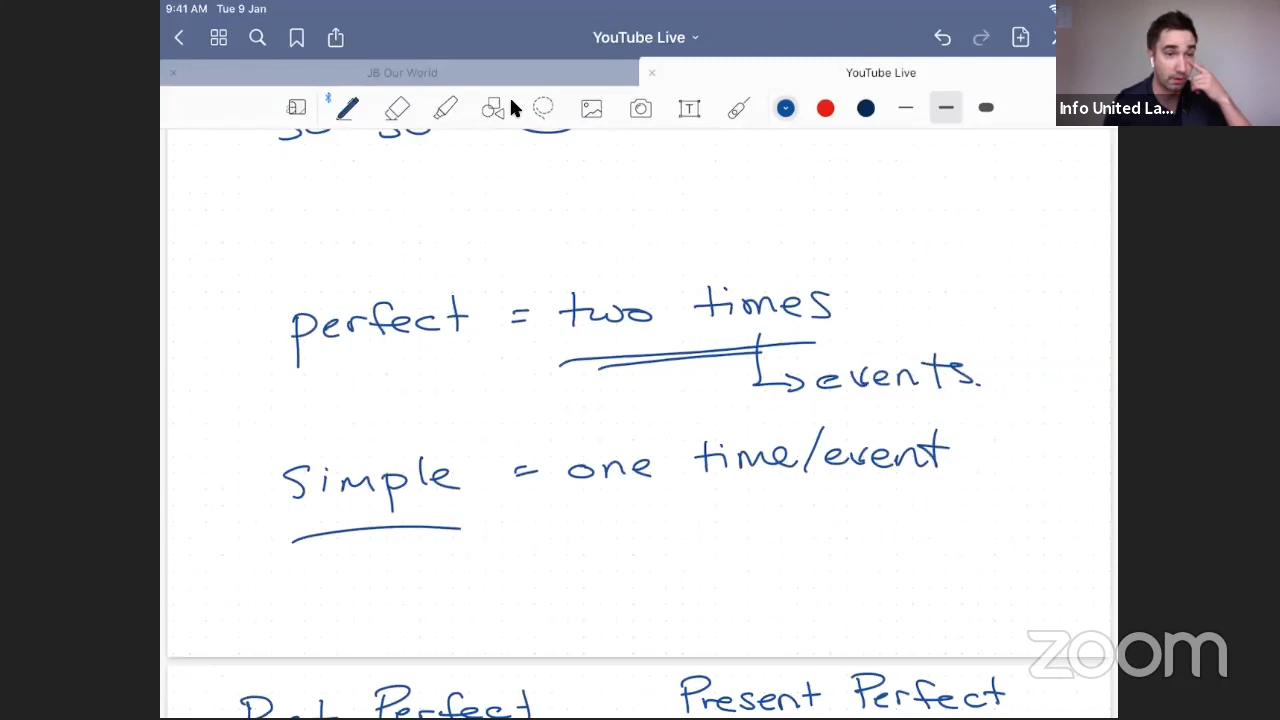 9:41 AM Tue 9 Jan
YouTube Live
JB Our World
YouTube Live
T
Info United La...
perfect = two times
events.
simple = one time/event
zoom
Perfect
Present Perfect